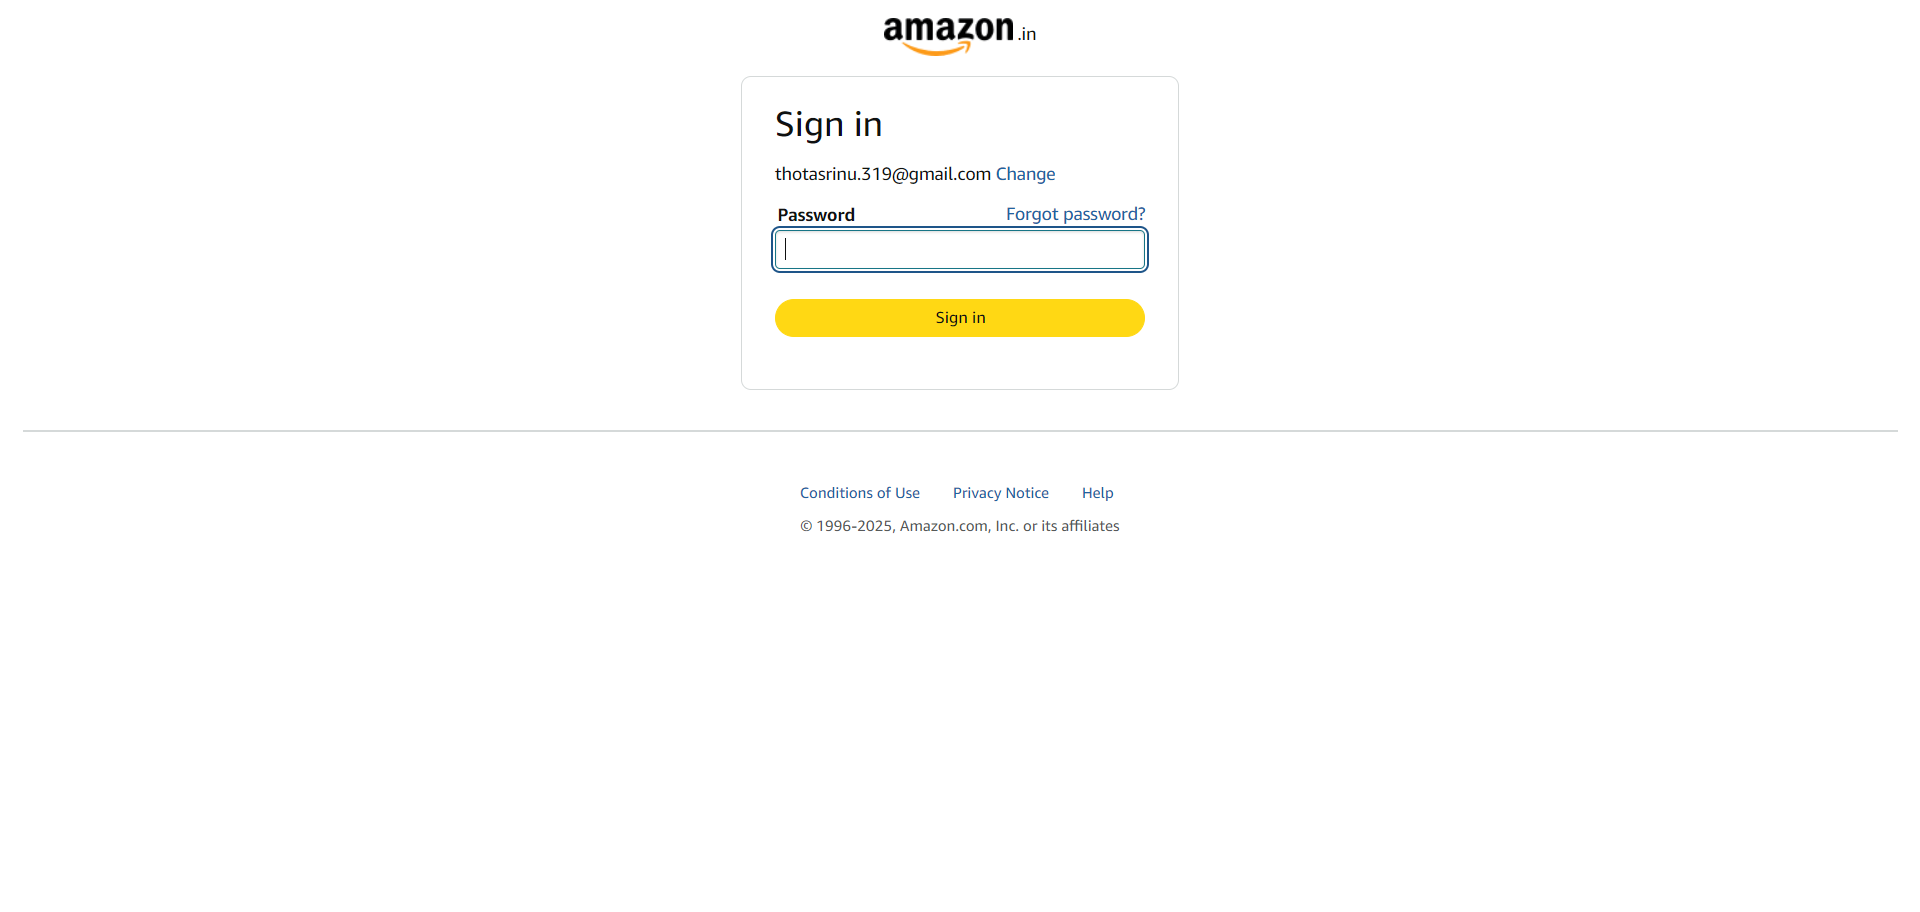 amazon.in
Sign in
thotasrinu.319@gmail.com Change
Password Forgot password?
Sign in
Conditions of Use Privacy Notice Help
© 1996-2025, Amazon.com, Inc. or its affiliates